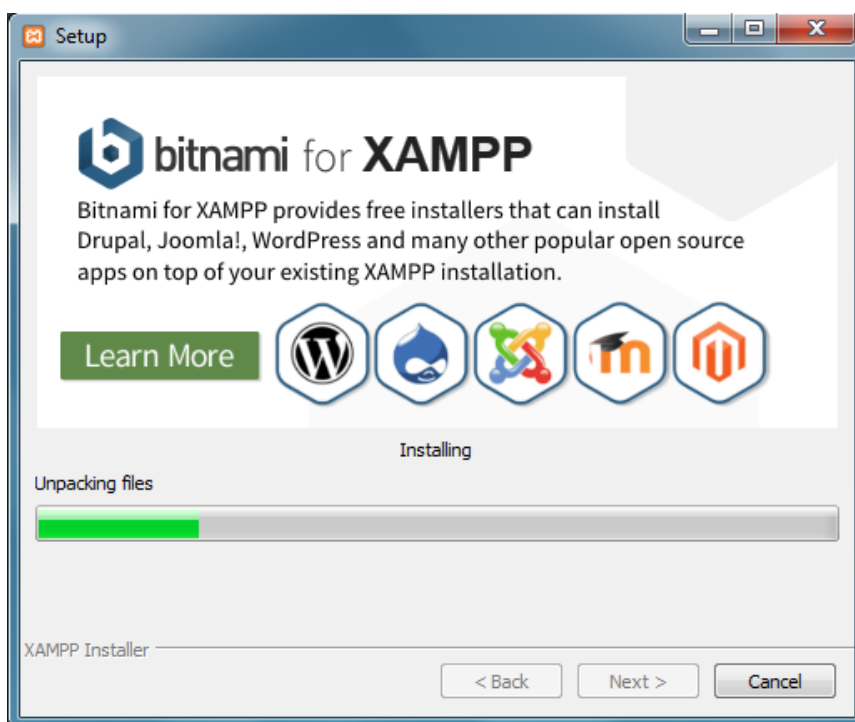 Setup
bitnami for XAMPP
Bitnami for XAMPP provides free installers that can install
Drupal, Joomla!, WordPress and many other popular open source
apps on top of your existing XAMPP installation.
Learn More
Installing
Unpacking files
XAMPP Installer
< Back Next > Cancel